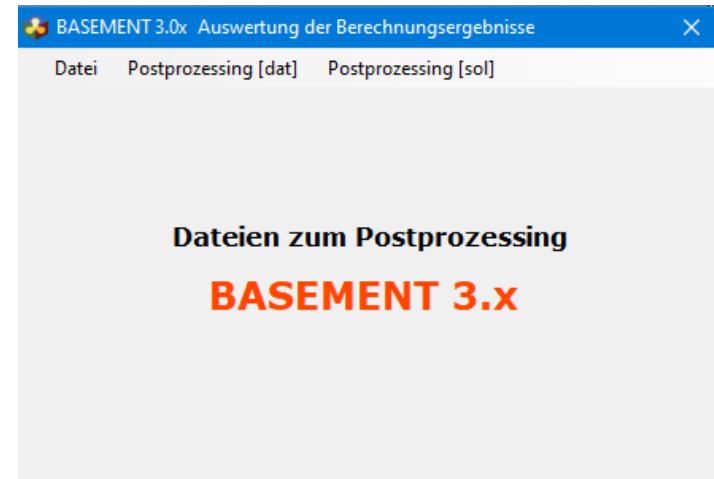 BASEMENT 3.0x Auswertung der Berechnungsergebnisse
Datei Postprozessing [dat] Postprozessing [sol]
Dateien zum Postprozessing
BASEMENT 3.x